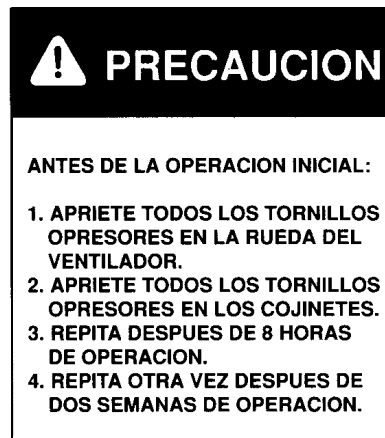 PRECAUCION
ANTES DE LA OPERACION INICIAL:
1. APRIETE TODOS LOS TORNILLOS
OPRESORES EN LA RUEDA DEL
VENTILADOR.
2. APRIETE TODOS LOS TORNILLOS
OPRESORES EN LOS COJINETES.
3. REPITA DESPUES DE 8 HORAS
DE OPERACION.
4. REPITA OTRA VEZ DESPUES DE
DOS SEMANAS DE OPERACION.